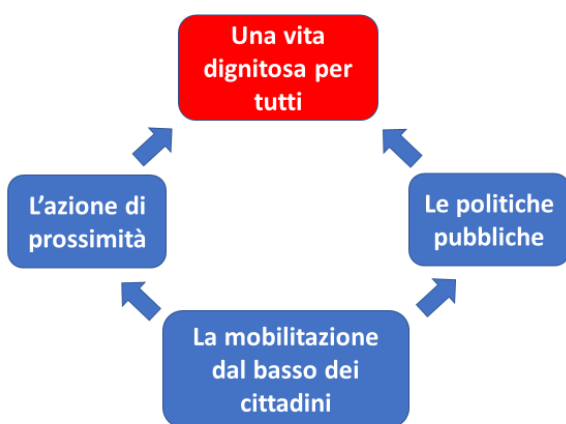 Una vita
dignitosa per
tutti
L’azione di
prossimità
Le politiche
pubbliche
La mobilitazione
dal basso dei
cittadini